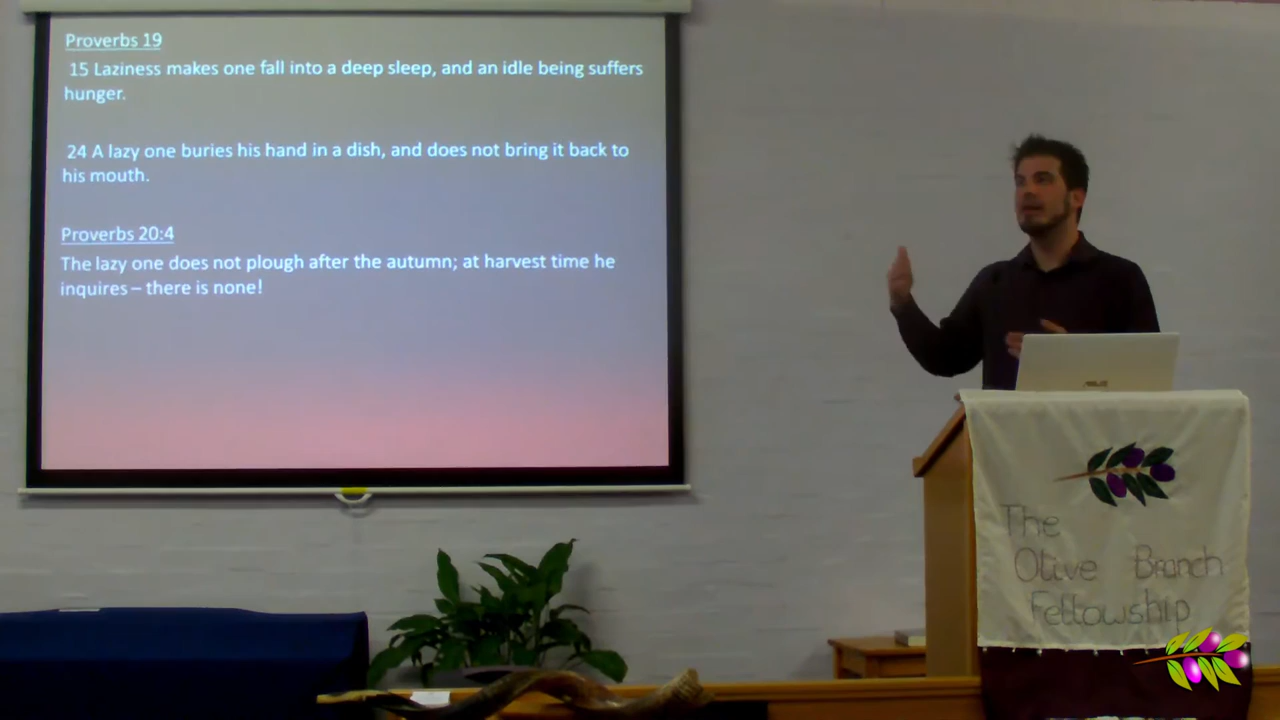 Proverbs 19
15 Laziness makes one fall into a deep sleep, and an idle being suffers
hunger.
24 A lazy one buries his hand in a dish, and does not bring it back to
his mouth.
Proverbs 20:4
The lazy one does not plough after the autumn; at harvest time he
inquires – there is none!
The
Olive Branch
Fellowship